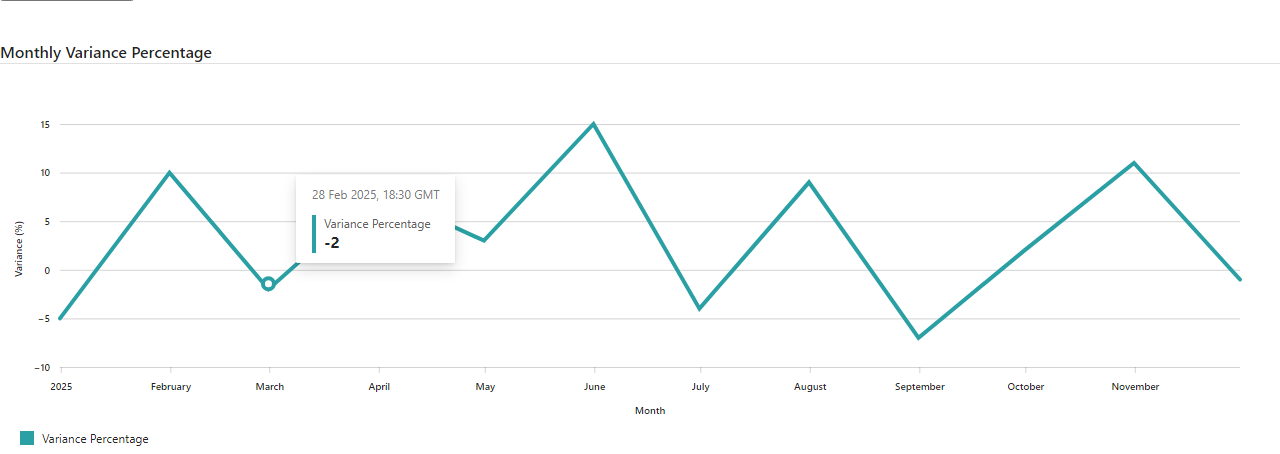 Monthly Variance Percentage
15
10
5
0
−5
−10
Variance (%)
28 Feb 2025, 18:30 GMT
Variance Percentage
-2
2025 February March April May June July August September October November
Month
Variance Percentage